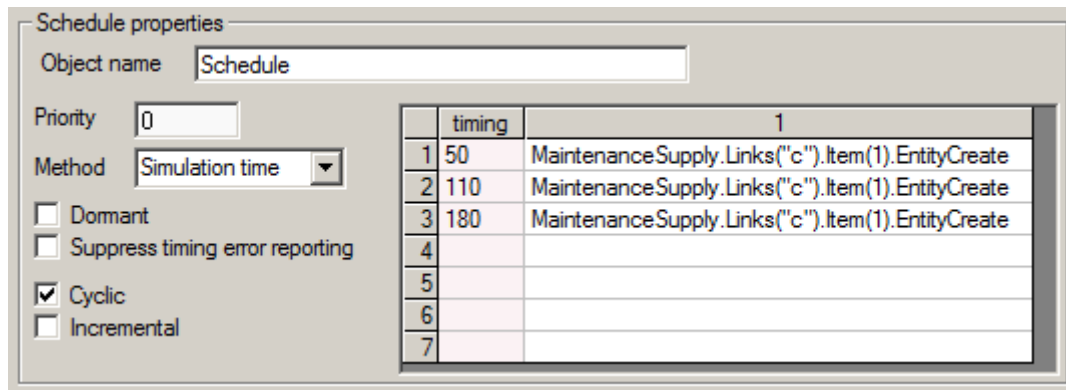 Schedule properties
Object name Schedule
Priority 0
Method Simulation time
Dormant
Suppress timing error reporting
Cyclic
Incremental
timing 1
1 50 MaintenanceSupply.Links("c").Item(1).EntityCreate
2 110 MaintenanceSupply.Links("c").Item(1).EntityCreate
3 180 MaintenanceSupply.Links("c").Item(1).EntityCreate
4
5
6
7